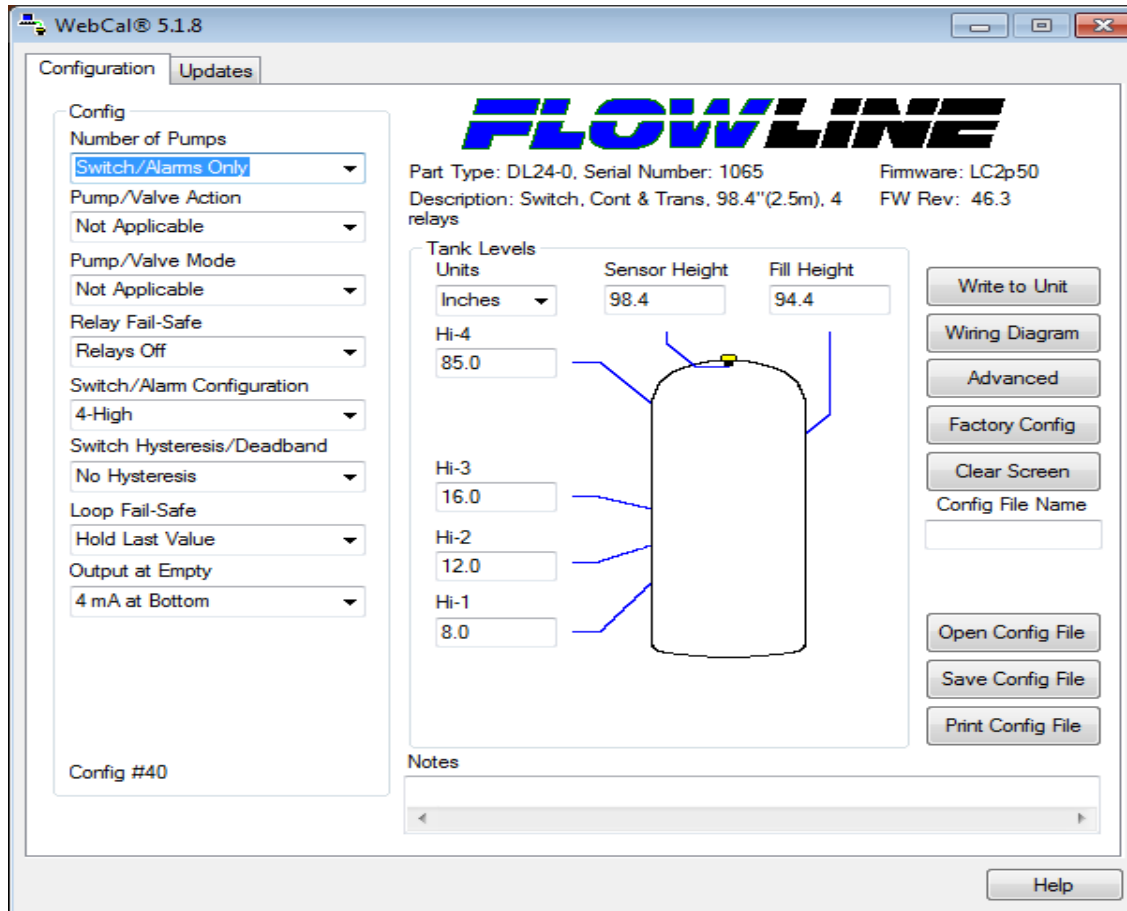 WebCal® 5.1.8
Configuration
Updates
Config
Number of Pumps
Switch/Alarms Only
Pump/Valve Action
Not Applicable
Pump/Valve Mode
Not Applicable
Relay Fail-Safe
Relays Off
Switch/Alarm Configuration
4-High
Switch Hysteresis/Deadband
No Hysteresis
Loop Fail-Safe
Hold Last Value
Output at Empty
4 mA at Bottom
Config #40
FLOWLINE
Part Type: DL24-0, Serial Number: 1065
Firmware: LC2p50
Description: Switch, Cont & Trans, 98.4"(2.5m), 4
relays
FW Rev: 46.3
Tank Levels
Units
Sensor Height
Fill Height
Inches
98.4
94.4
Hi-4
85.0
Hi-3
16.0
Hi-2
12.0
Hi-1
8.0
Write to Unit
Wiring Diagram
Advanced
Factory Config
Clear Screen
Config File Name
Open Config File
Save Config File
Print Config File
Notes
Help